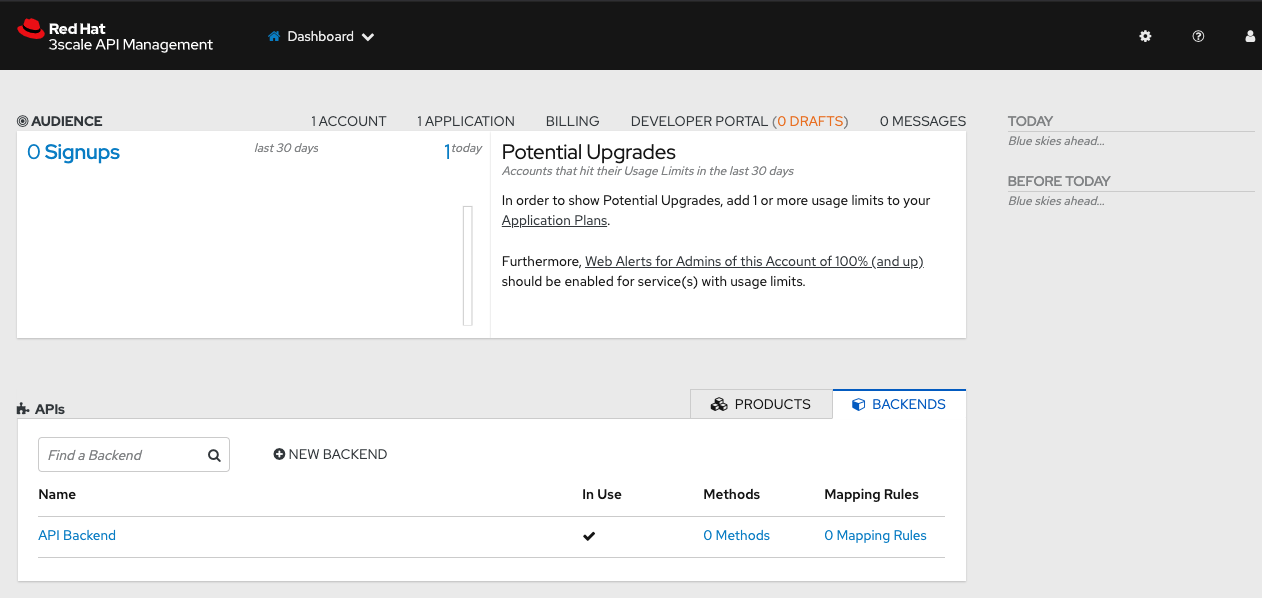 Red Hat
3scale API Management
Dashboard
AUDIENCE
1 ACCOUNT
1 APPLICATION
BILLING
DEVELOPER PORTAL (0 DRAFTS)
0 MESSAGES
0 Signups
last 30 days
1 today
Potential Upgrades
Accounts that hit their Usage Limits in the last 30 days
In order to show Potential Upgrades, add 1 or more usage limits to your
Application Plans.
Furthermore, Web Alerts for Admins of this Account of 100% (and up)
should be enabled for service(s) with usage limits.
TODAY
Blue skies ahead...
BEFORE TODAY
Blue skies ahead...
APIs
PRODUCTS
BACKENDS
Find a Backend
NEW BACKEND
Name In Use Methods Mapping Rules
API Backend 0 Methods 0 Mapping Rules